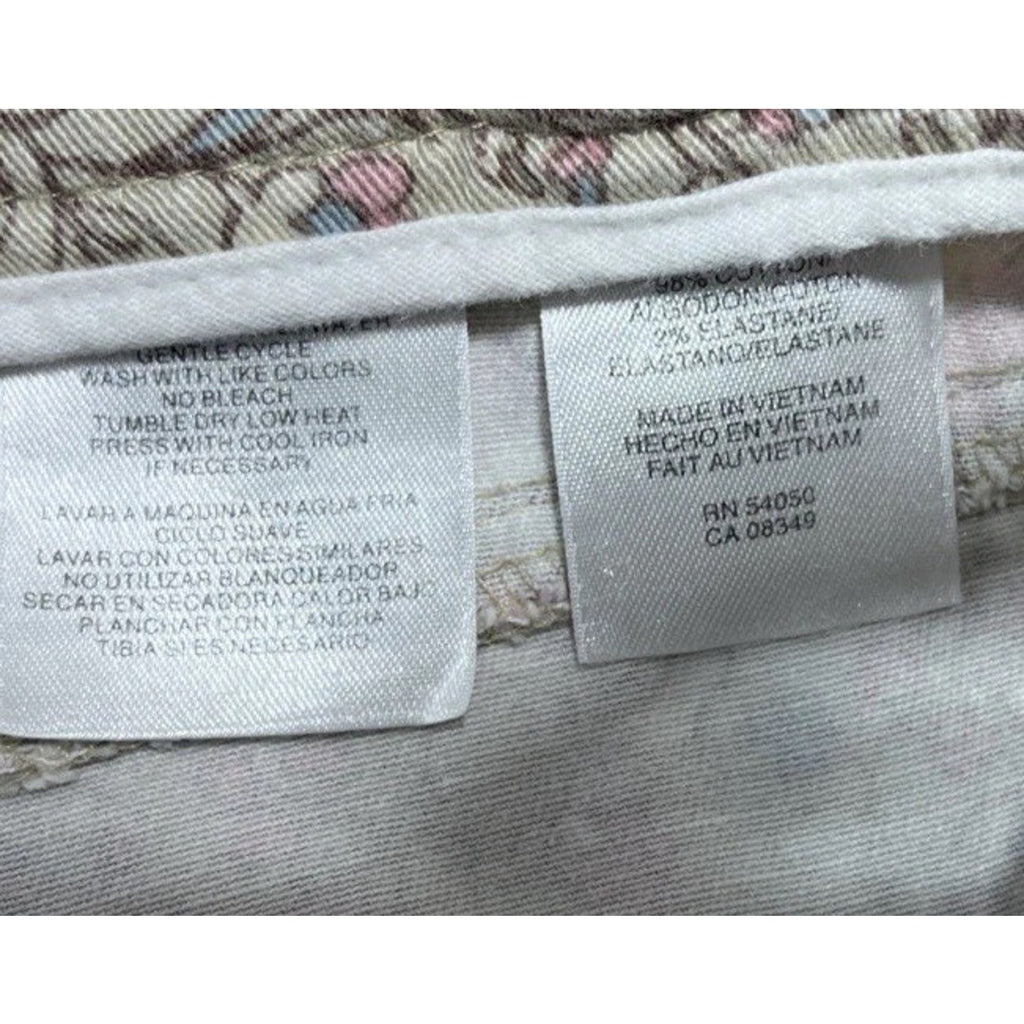 GENTLE CYCLE
WASH WITH LIKE COLORS
NO BLEACH
TUMBLE DRY LOW HEAT
PRESS WITH COOL IRON
IF NECESSARY
LAVAR A MAQUINA EN AGUA FRIA
CICLO SUAVE
LAVAR CON COLORES SIMILARES
NO UTILIZAR BLANQUEADOR
SECAR EN SECADORA CALOR BAJ
PLANCHAR CON PLANCHA
TIBIA SI ES NECESARIO
98% COTTON/
ALGODON/COTON
2% ELASTANE/
ELASTANO/ELASTANE
MADE IN VIETNAM
HECHO EN VIETNAM
FAIT AU VIETNAM
RN 54050
CA 08349